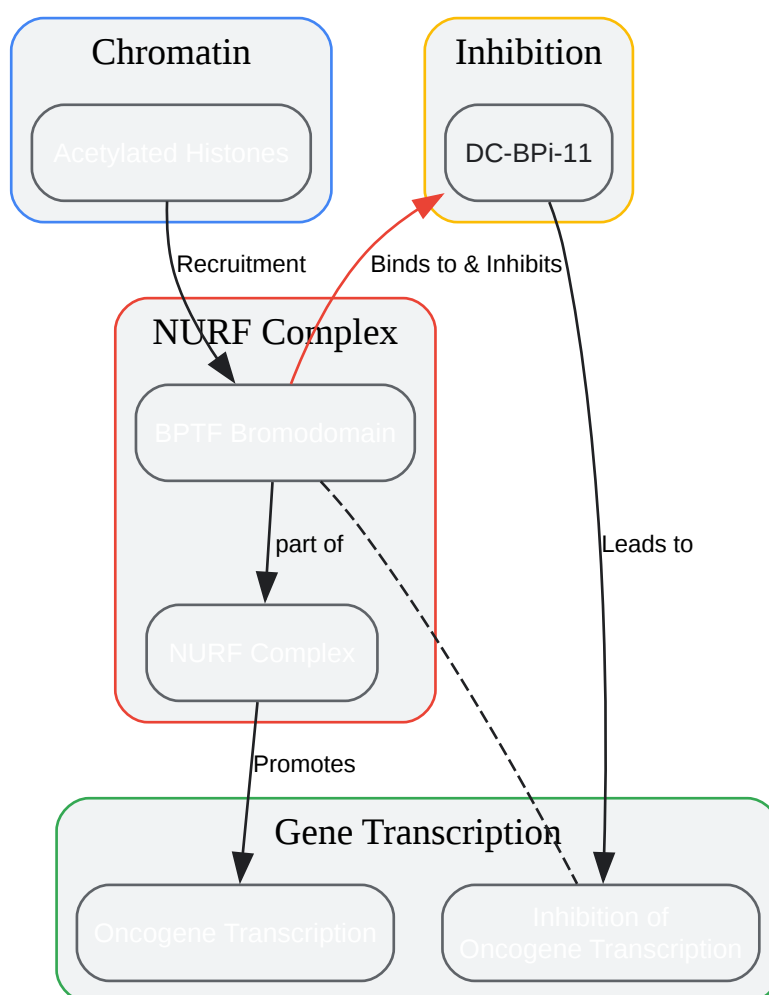 Chromatin
Inhibition
Acetylated Histones
DC-BPi-11
Recruitment
Binds to & Inhibits
NURF Complex
BPTF Bromodomain
part of
Leads to
NURF Complex
Promotes
Gene Transcription
Oncogene Transcription
Inhibition of
Oncogene Transcription